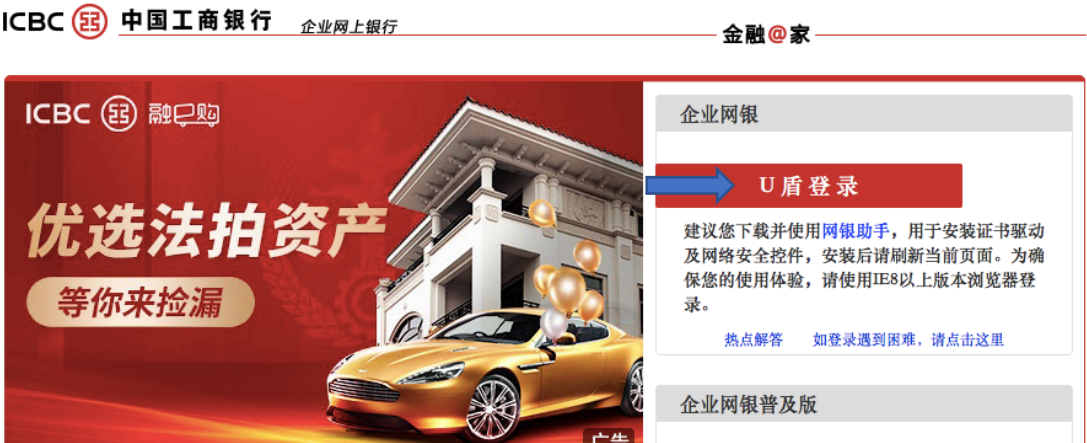 ICBC 中国工商银行 企业网上银行
金融@家
ICBC 融e购
优选法拍资产
等你来捡漏
广告
企业网银
U盾登录
建议您下载并使用网银助手，用于安装证书驱动
及网络安全控件，安装后请刷新当前页面。为确
保您的使用体验，请使用IE8以上版本浏览器登
录。
热点解答 如登录遇到困难，请点击这里
企业网银普及版